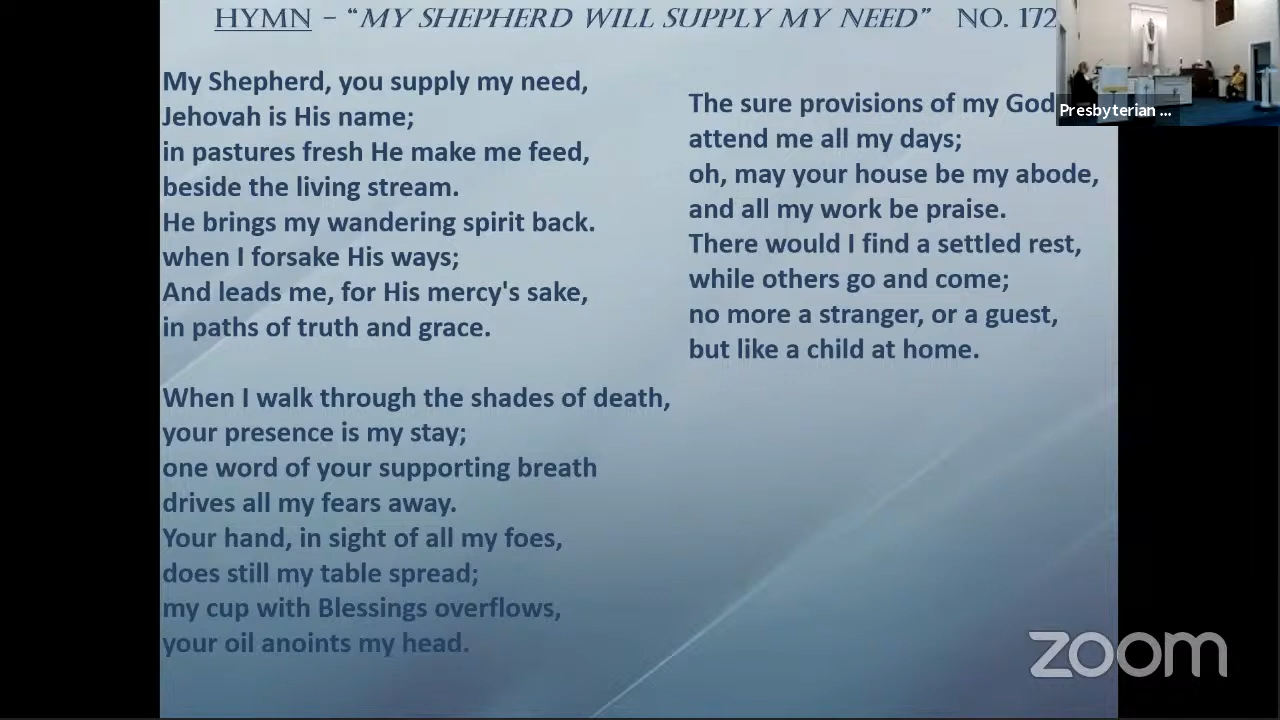 HYMN – “MY SHEPHERD WILL SUPPLY MY NEED” NO. 172
My Shepherd, you supply my need,
Jehovah is His name;
in pastures fresh He make me feed,
beside the living stream.
He brings my wandering spirit back.
when I forsake His ways;
And leads me, for His mercy's sake,
in paths of truth and grace.
When I walk through the shades of death,
your presence is my stay;
one word of your supporting breath
drives all my fears away.
Your hand, in sight of all my foes,
does still my table spread;
my cup with Blessings overflows,
your oil anoints my head.
The sure provisions of my God
attend me all my days;
oh, may your house be my abode,
and all my work be praise.
There would I find a settled rest,
while others go and come;
no more a stranger, or a guest,
but like a child at home.
Presbyterian ...
zoom